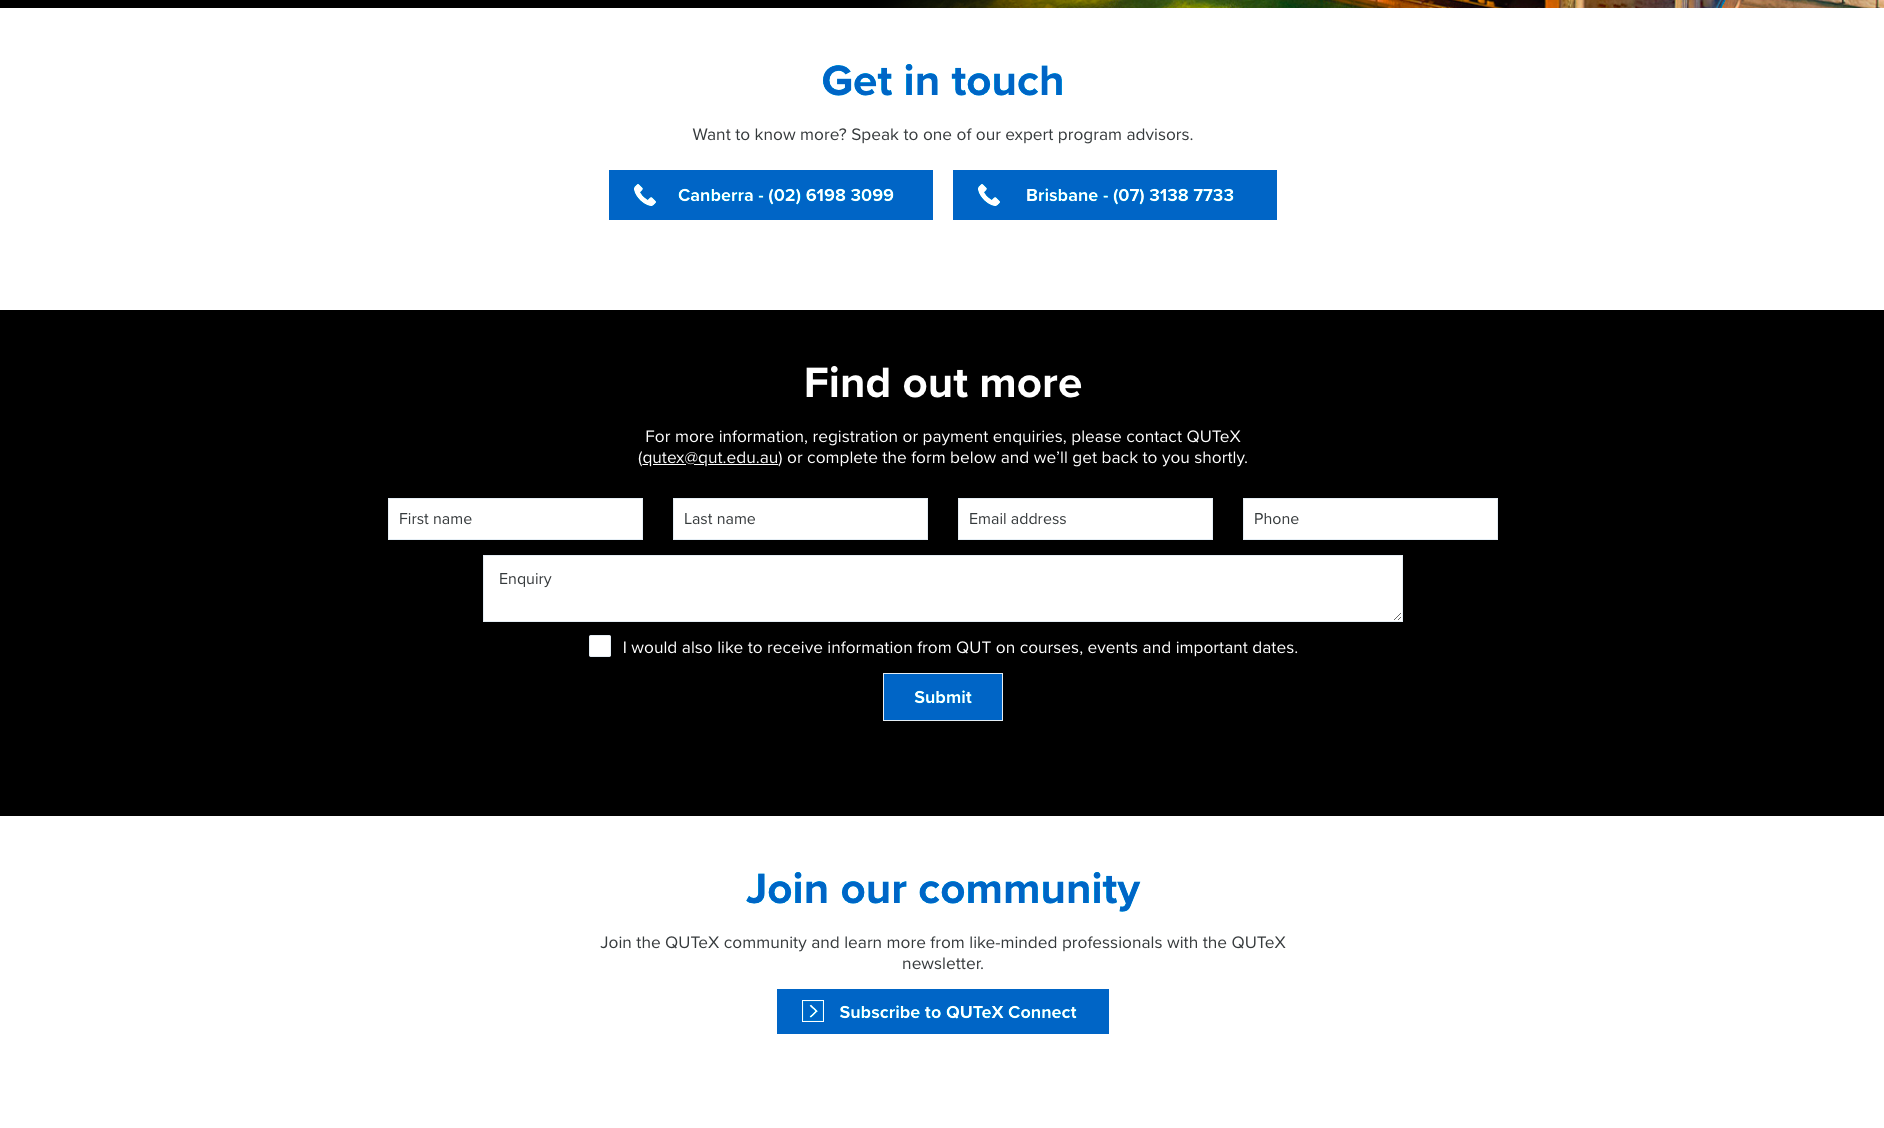 Get in touch
Want to know more? Speak to one of our expert program advisors.
Canberra - (02) 6198 3099
Brisbane - (07) 3138 7733
Find out more
For more information, registration or payment enquiries, please contact QUTeX
(qutex@qut.edu.au) or complete the form below and we’ll get back to you shortly.
First name
Last name
Email address
Phone
Enquiry
I would also like to receive information from QUT on courses, events and important dates.
Submit
Join our community
Join the QUTeX community and learn more from like-minded professionals with the QUTeX
newsletter.
Subscribe to QUTeX Connect